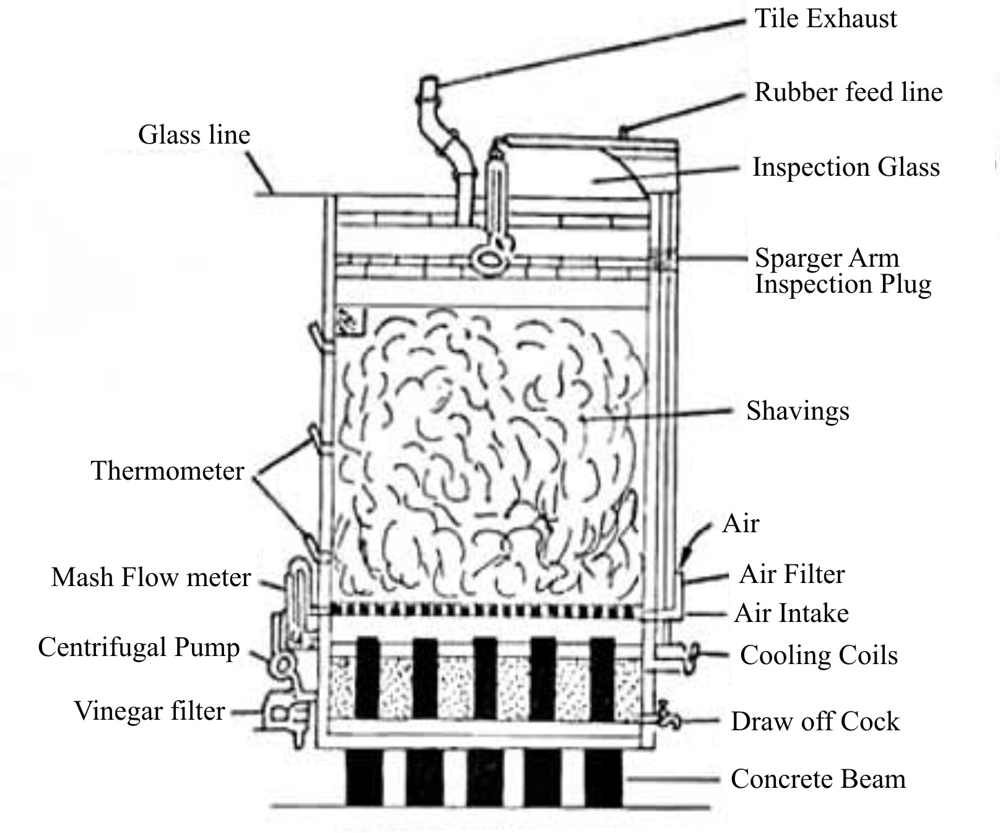 Tile Exhaust
Rubber feed line
Glass line
Inspection Glass
Sparger Arm
Inspection Plug
Shavings
Thermometer
Air
Mash Flow meter
Air Filter
Air Intake
Centrifugal Pump
Cooling Coils
Vinegar filter
Draw off Cock
Concrete Beam